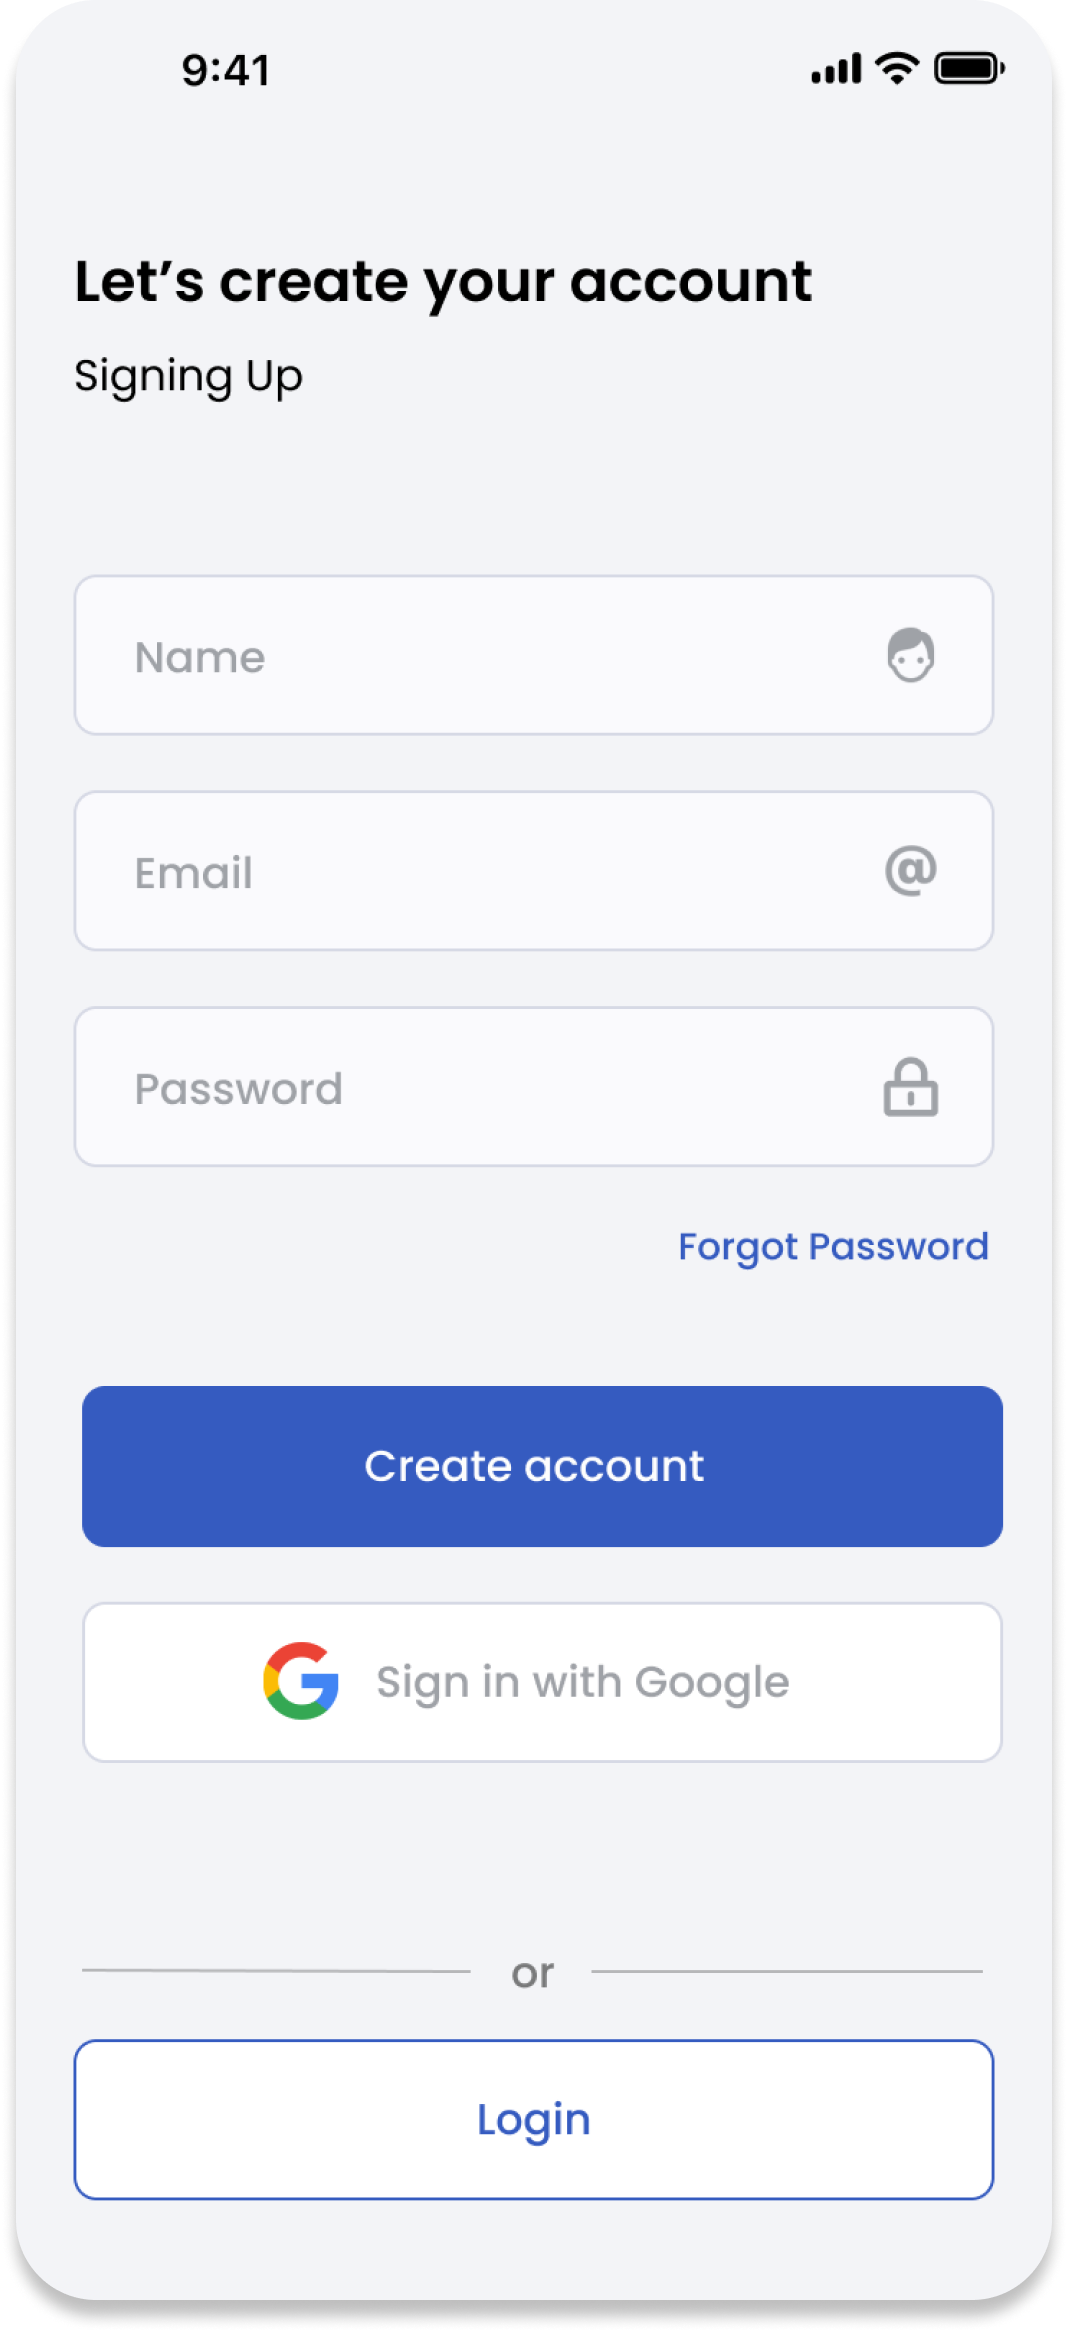 9:41
Let’s create your account
Signing Up
Name
Email
@
Password
Forgot Password
Create account
G Sign in with Google
or
Login